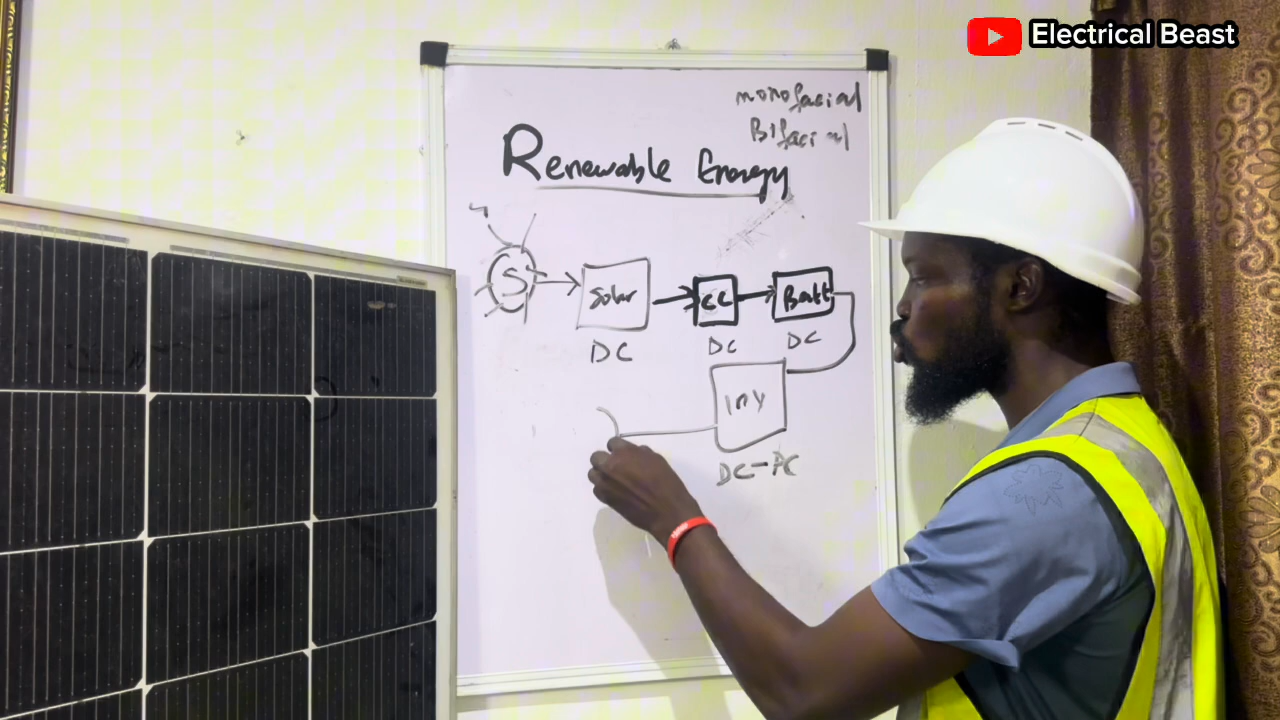 Electrical Beast
monofacial
Bifacial
Renewable Energy
S
Solar
CC
Batt
DC
DC
DC
Inv
DC-AC